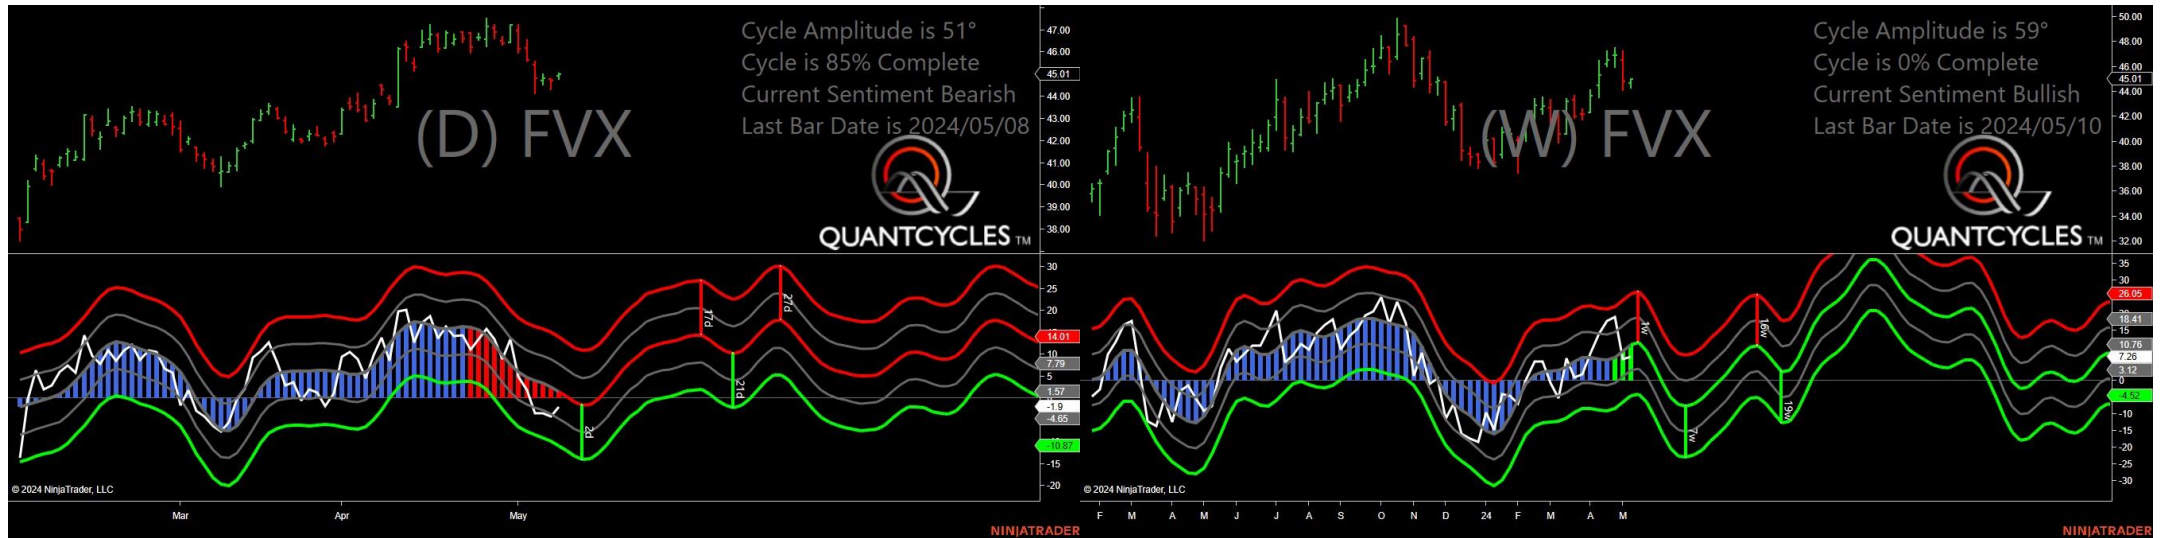 Cycle Amplitude is 51°
Cycle is 85% Complete
Current Sentiment Bearish
Last Bar Date is 2024/05/08
(D) FVX
QUANTCYCLES TM
47.00
46.00
45.01
44.00
43.00
42.00
41.00
40.00
39.00
38.00
30
25
20
14.01
10
7.79
5
1.57
-1.9
-4.65
-10.87
-15
-20
17d
27d
21d
2d
© 2024 NinjaTrader, LLC
Mar Apr May
NINJATRADER
Cycle Amplitude is 59°
Cycle is 0% Complete
Current Sentiment Bullish
Last Bar Date is 2024/05/10
(W) FVX
QUANTCYCLES TM
50.00
48.00
46.00
45.01
44.00
42.00
40.00
38.00
36.00
34.00
32.00
35
30
26.05
18.41
15
10.76
7.26
3.12
0
-4.52
-10
-15
-20
-25
-30
1w
16w
7w
19w
© 2024 NinjaTrader, LLC
F M A M J J A S O N D 24 F M A M
NINJATRADER